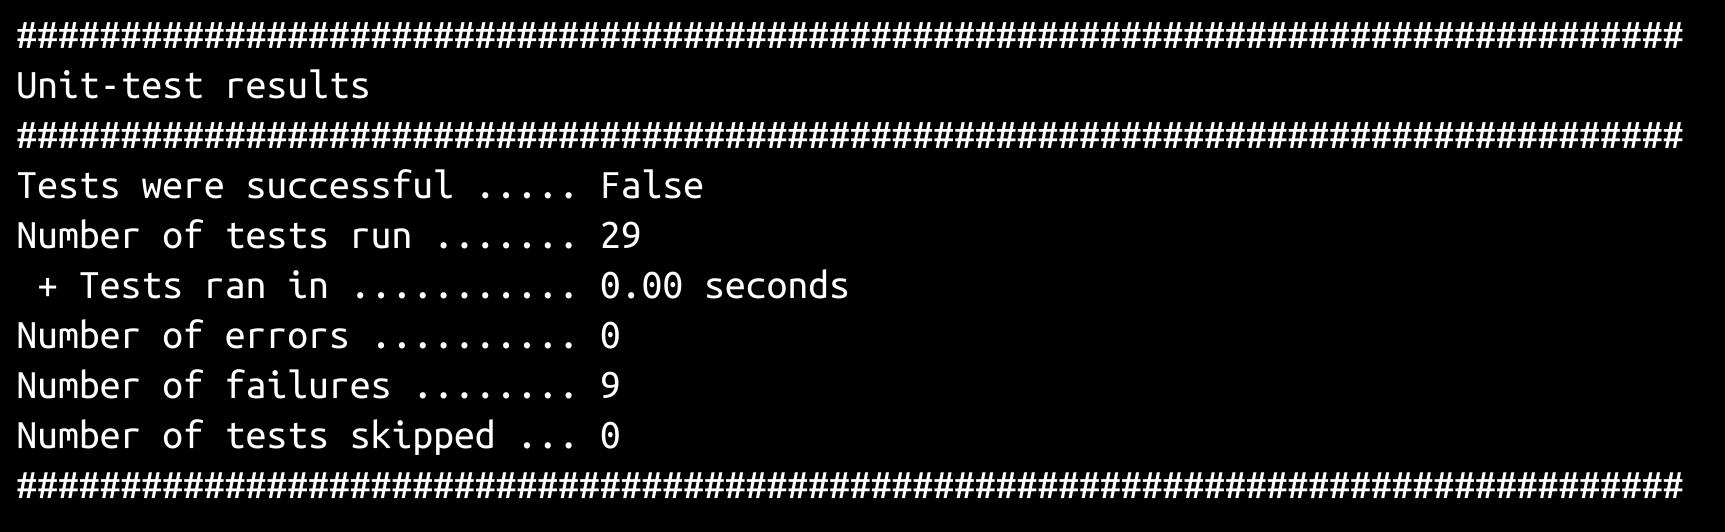 ################################################################################
Unit-test results
################################################################################
Tests were successful ..... False
Number of tests run ....... 29
 + Tests ran in ........... 0.00 seconds
Number of errors .......... 0
Number of failures ........ 9
Number of tests skipped ... 0
################################################################################